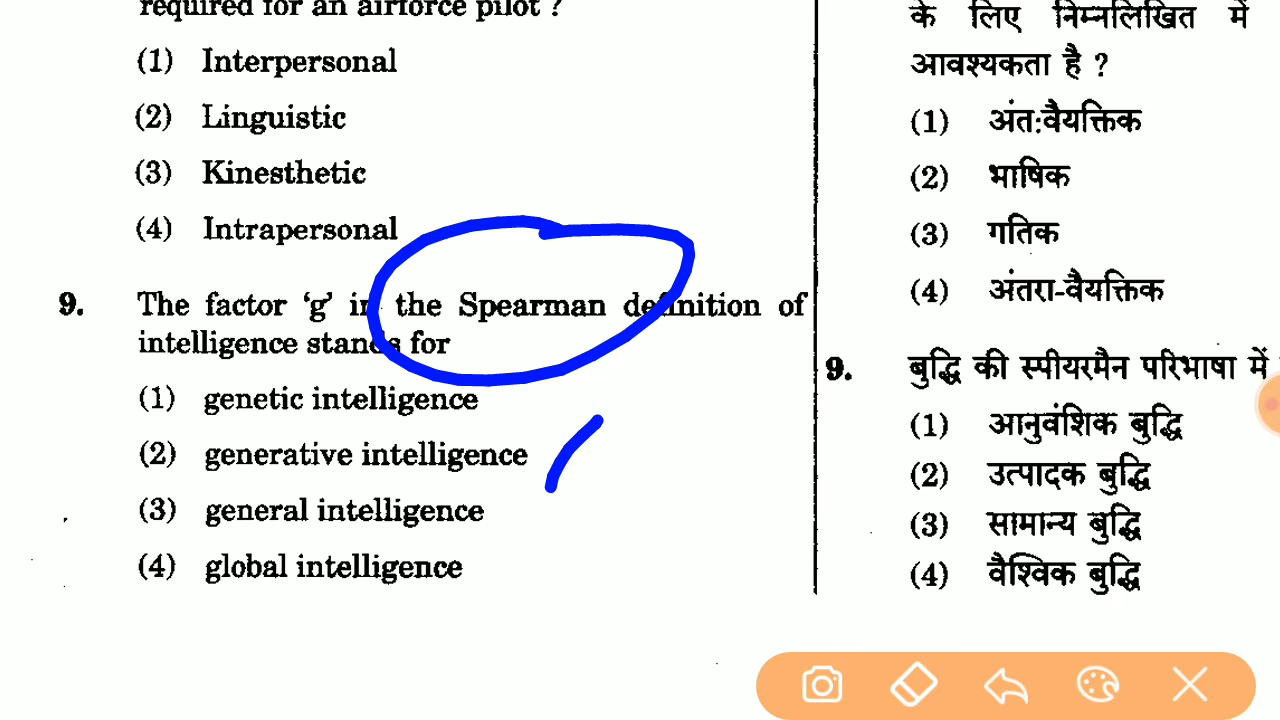 required for an airforce pilot ?
(1) Interpersonal
(2) Linguistic
(3) Kinesthetic
(4) Intrapersonal
9. The factor ‘g’ in the Spearman definition of
intelligence stands for
(1) genetic intelligence
(2) generative intelligence
(3) general intelligence
(4) global intelligence
के लिए निम्नलिखित में
आवश्यकता है ?
(1) अंत:वैयक्तिक
(2) भाषिक
(3) गतिक
(4) अंतरा-वैयक्तिक
9. बुद्धि की स्पीयरमैन परिभाषा में
(1) आनुवंशिक बुद्धि
(2) उत्पादक बुद्धि
(3) सामान्य बुद्धि
(4) वैश्विक बुद्धि